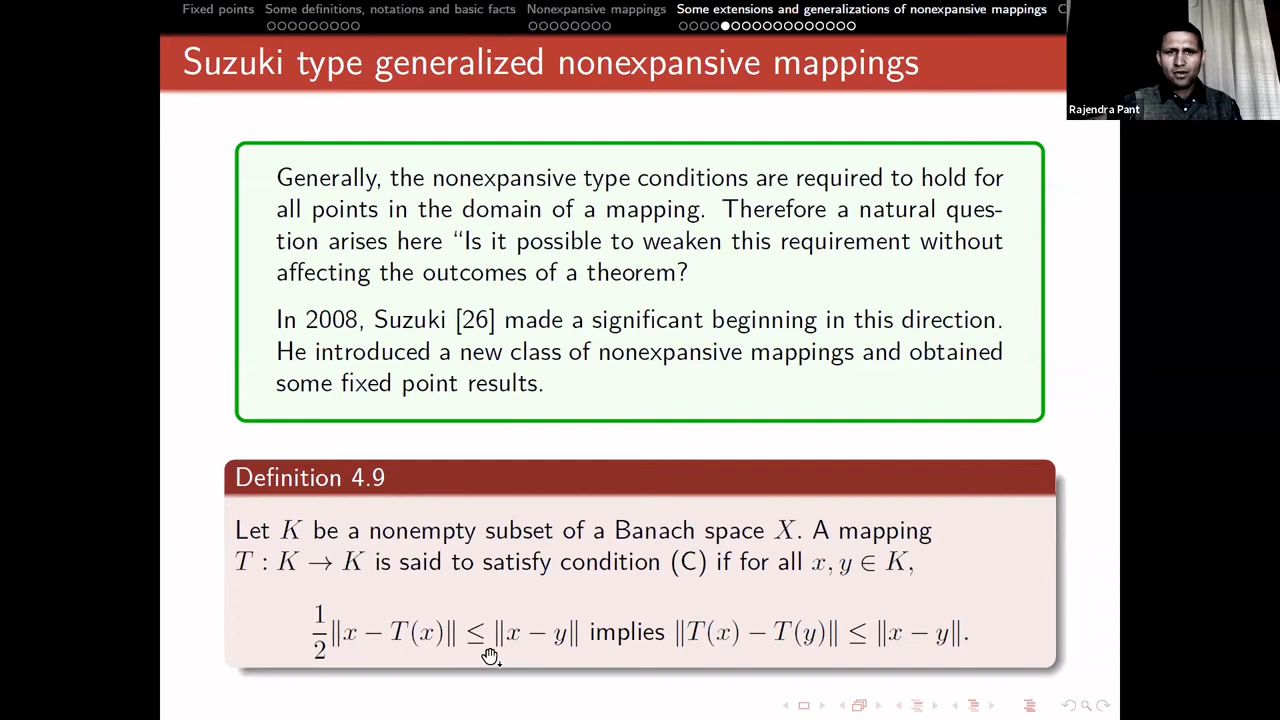 Fixed points Some definitions, notations and basic facts Nonexpansive mappings Some extensions and generalizations of nonexpansive mappings
Suzuki type generalized nonexpansive mappings
Rajendra Pant
Generally, the nonexpansive type conditions are required to hold for
all points in the domain of a mapping. Therefore a natural ques-
tion arises here “Is it possible to weaken this requirement without
affecting the outcomes of a theorem?
In 2008, Suzuki [26] made a significant beginning in this direction.
He introduced a new class of nonexpansive mappings and obtained
some fixed point results.
Definition 4.9
Let K be a nonempty subset of a Banach space X. A mapping
T : K → K is said to satisfy condition (C) if for all x, y ∈ K,
1/2 ‖x − T(x)‖ ≤ ‖x − y‖ implies ‖T(x) − T(y)‖ ≤ ‖x − y‖.